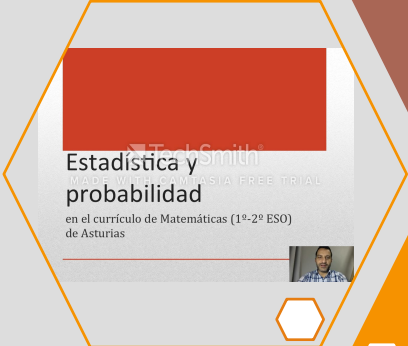 TechSmith®
Estadística y
MADE WITH CAMTASIA FREE TRIAL
probabilidad
en el currículo de Matemáticas (1º-2º ESO)
de Asturias